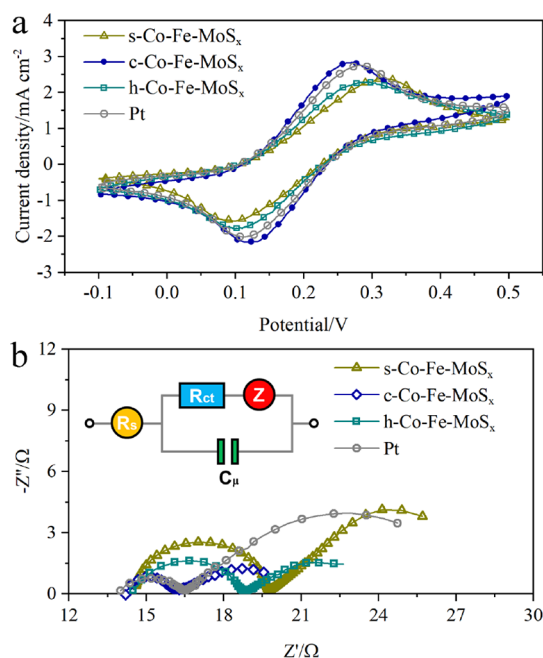 a
s-Co-Fe-MoSₓ
c-Co-Fe-MoSₓ
h-Co-Fe-MoSₓ
Pt
Current density/mA cm⁻²
4
3
2
1
0
-1
-2
-3
-0.1 0.0 0.1 0.2 0.3 0.4 0.5
Potential/V
b
s-Co-Fe-MoSₓ
c-Co-Fe-MoSₓ
h-Co-Fe-MoSₓ
Pt
Rs
Rct
Z
Cμ
-Z''/Ω
12
9
6
3
0
12 15 18 21 24 27 30
Z'/Ω